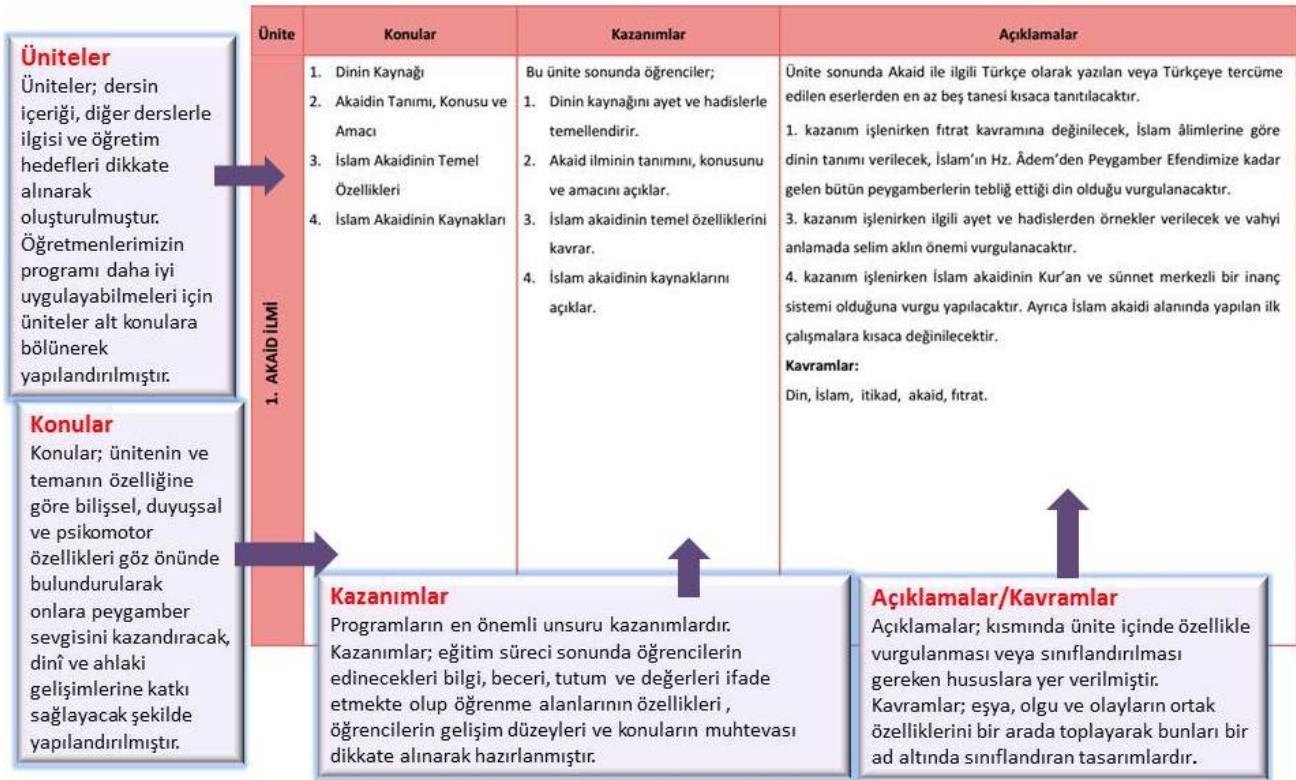 Ünite
Konular
Kazanımlar
Açıklamalar
Üniteler
Üniteler; dersin
içeriği, diğer derslerle
ilgisi ve öğretim
hedefleri dikkate
alınarak
oluşturulmuştur.
Öğretmenlerimizin
programı daha iyi
uygulayabilmeleri için
üniteler alt konulara
bölünerek
yapılandırılmıştır.
Konular
Konular; ünitenin ve
temanın özelliğine
göre bilişsel, duyuşsal
ve psikomotor
özellikleri göz önünde
bulundurularak
onlara peygamber
sevgisini kazandıracak,
dinî ve ahlaki
gelişimlerine katkı
sağlayacak şekilde
yapılandırılmıştır.
1. AKAİD İLMİ
1. Dinin Kaynağı
2. Akaidin Tanımı, Konusu ve
Amacı
3. İslam Akaidinin Temel
Özellikleri
4. İslam Akaidinin Kaynakları
Bu ünite sonunda öğrenciler;
1. Dinin kaynağını ayet ve hadislerle
temellendirir.
2. Akaid ilminin tanımını, konusunu
ve amacını açıklar.
3. İslam akaidinin temel özelliklerini
kavrar.
4. İslam akaidinin kaynaklarını
açıklar.
Ünite sonunda Akaid ile ilgili Türkçe olarak yazılan veya Türkçeye tercüme
edilen eserlerden en az beş tanesi kısaca tanıtılacaktır.
1. kazanım işlenirken fıtrat kavramına değinilecek, İslam âlimlerine göre
dinin tanımı verilecek, İslam’ın Hz. Âdem’den Peygamber Efendimize kadar
gelen bütün peygamberlerin tebliğ ettiği din olduğu vurgulanacaktır.
3. kazanım işlenirken ilgili ayet ve hadislerden örnekler verilecek ve vahyi
anlamada selim aklın önemi vurgulanacaktır.
4. kazanım işlenirken İslam akaidinin Kur’an ve sünnet merkezli bir inanç
sistemi olduğuna vurgu yapılacaktır. Ayrıca İslam akaidi alanında yapılan ilk
çalışmalara kısaca değinilecektir.
Kavramlar:
Din, İslam, itikad, akaid, fıtrat.
Kazanımlar
Programların en önemli unsuru kazanımlardır.
Kazanımlar; eğitim süreci sonunda öğrencilerin
edinecekleri bilgi, beceri, tutum ve değerleri ifade
etmekte olup öğrenme alanlarının özellikleri ,
öğrencilerin gelişim düzeyleri ve konuların muhtevası
dikkate alınarak hazırlanmıştır.
Açıklamalar/Kavramlar
Açıklamalar; kısmında ünite içinde özellikle
vurgulanması veya sınıflandırılması
gereken hususlara yer verilmiştir.
Kavramlar; eşya, olgu ve olayların ortak
özelliklerini bir arada toplayarak bunları bir
ad altında sınıflandıran tasarımlardır.